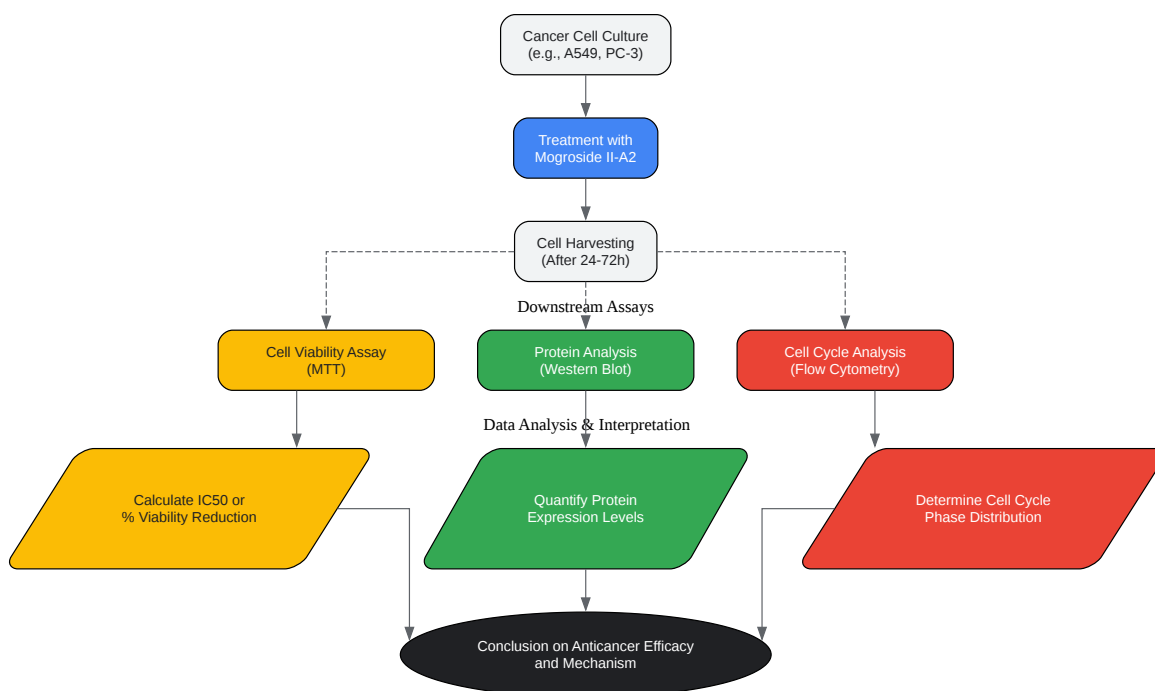 Cancer Cell Culture
(e.g., A549, PC-3)
Treatment with
Mogroside II-A2
Cell Harvesting
(After 24-72h)
Downstream Assays
Cell Viability Assay
(MTT)
Protein Analysis
(Western Blot)
Cell Cycle Analysis
(Flow Cytometry)
Data Analysis & Interpretation
Calculate IC50 or
% Viability Reduction
Quantify Protein
Expression Levels
Determine Cell Cycle
Phase Distribution
Conclusion on Anticancer Efficacy
and Mechanism